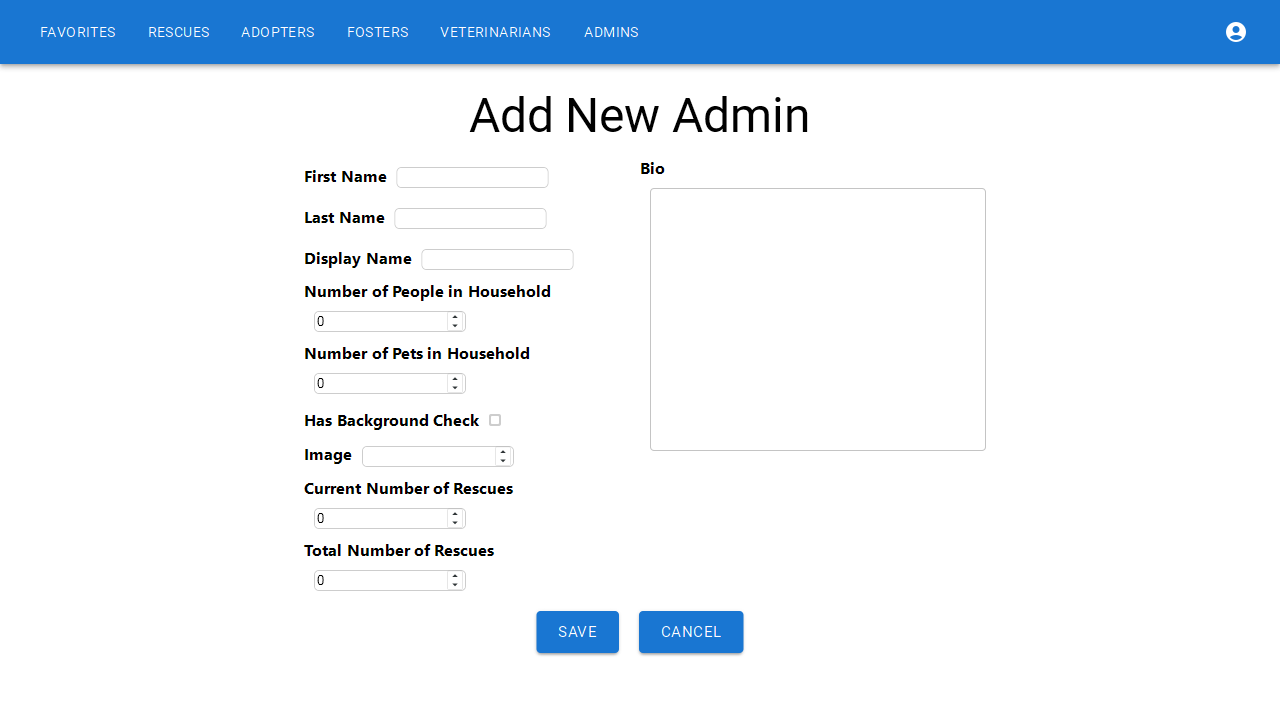 FAVORITES RESCUES ADOPTERS FOSTERS VETERINARIANS ADMINS
Add New Admin
First Name
Last Name
Display Name
Number of People in Household
0
Number of Pets in Household
0
Has Background Check
Image
Current Number of Rescues
0
Total Number of Rescues
0
Bio
SAVE CANCEL